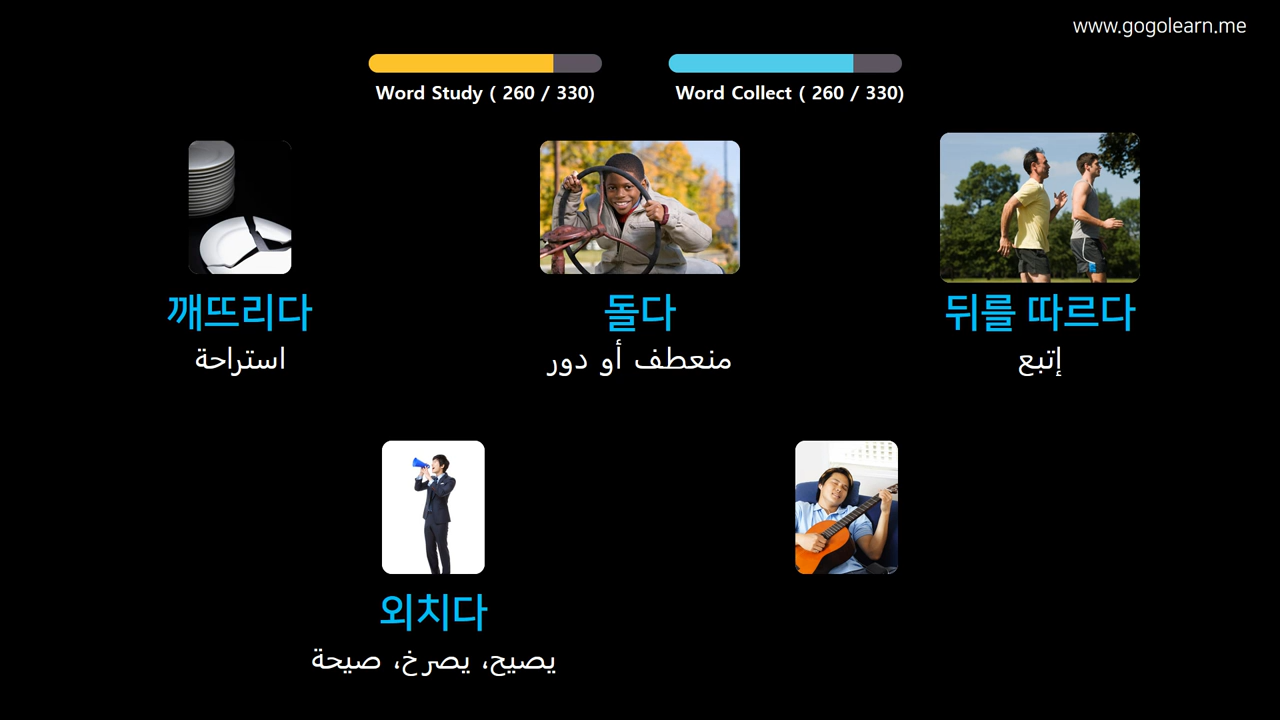 www.gogolearn.me
Word Study ( 260 / 330)
Word Collect ( 260 / 330)
깨뜨리다
استراحة
돌다
منعطف أو دور
뒤를 따르다
إتبع
외치다
يصيح، يصرخ، صيحة